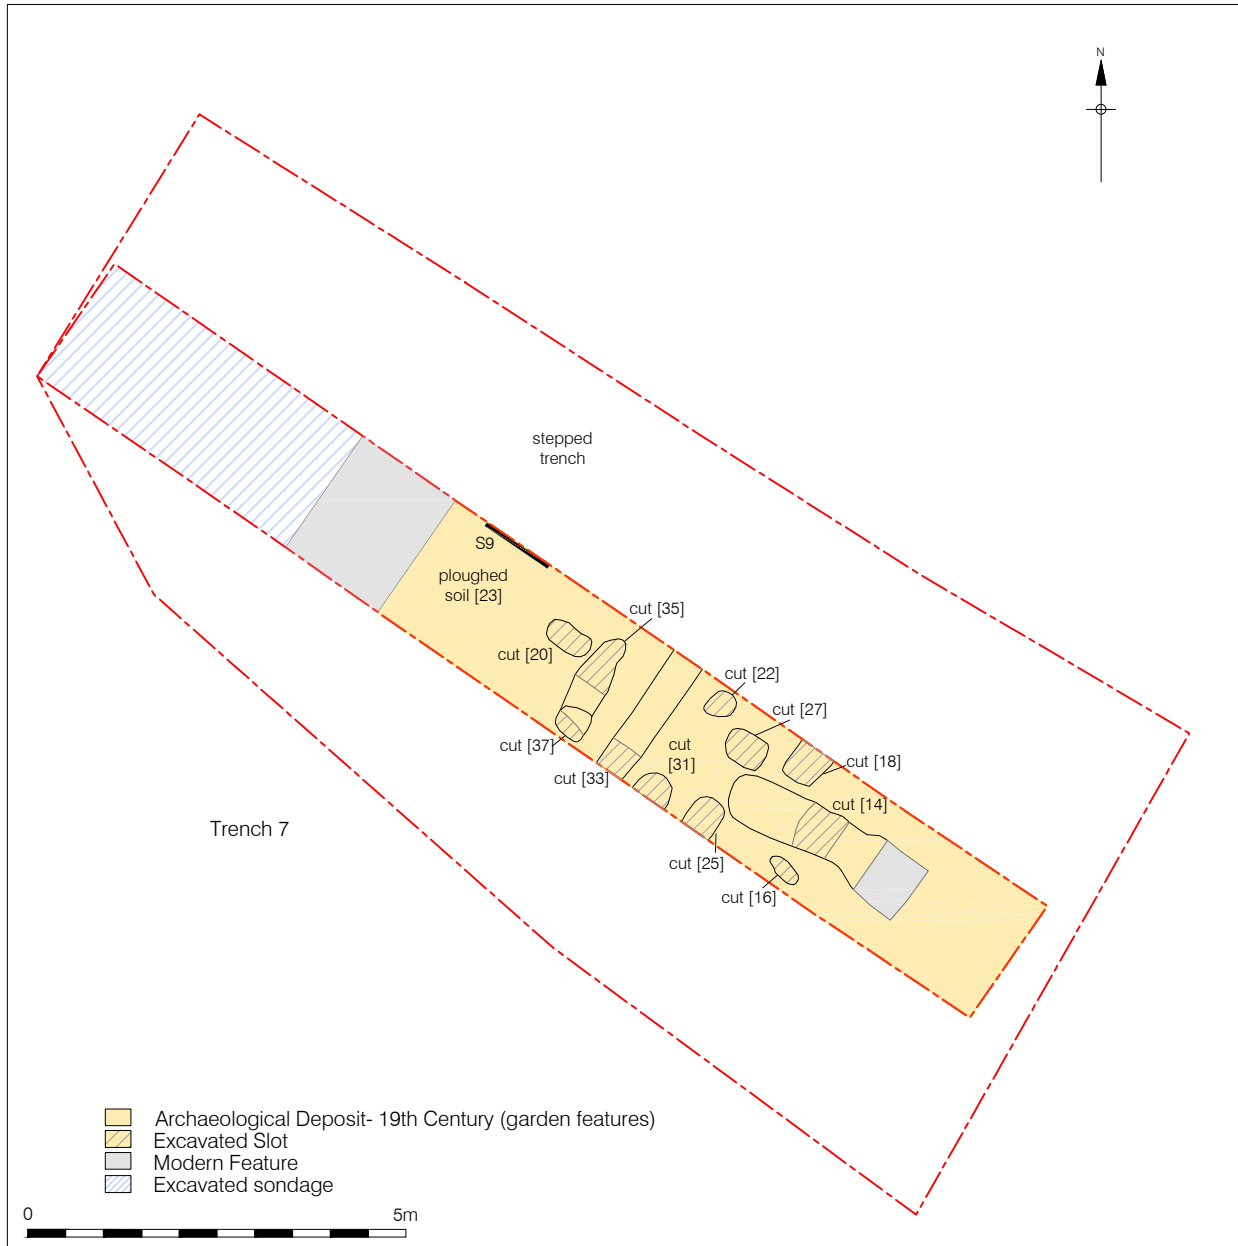 N
stepped
trench
S9
ploughed
soil [23]
cut [35]
cut [20]
cut [22]
cut [27]
cut [37]
cut
[31]
cut [18]
cut [33]
cut [14]
Trench 7
cut [25]
cut [16]
Archaeological Deposit- 19th Century (garden features)
Excavated Slot
Modern Feature
Excavated sondage
0 5m